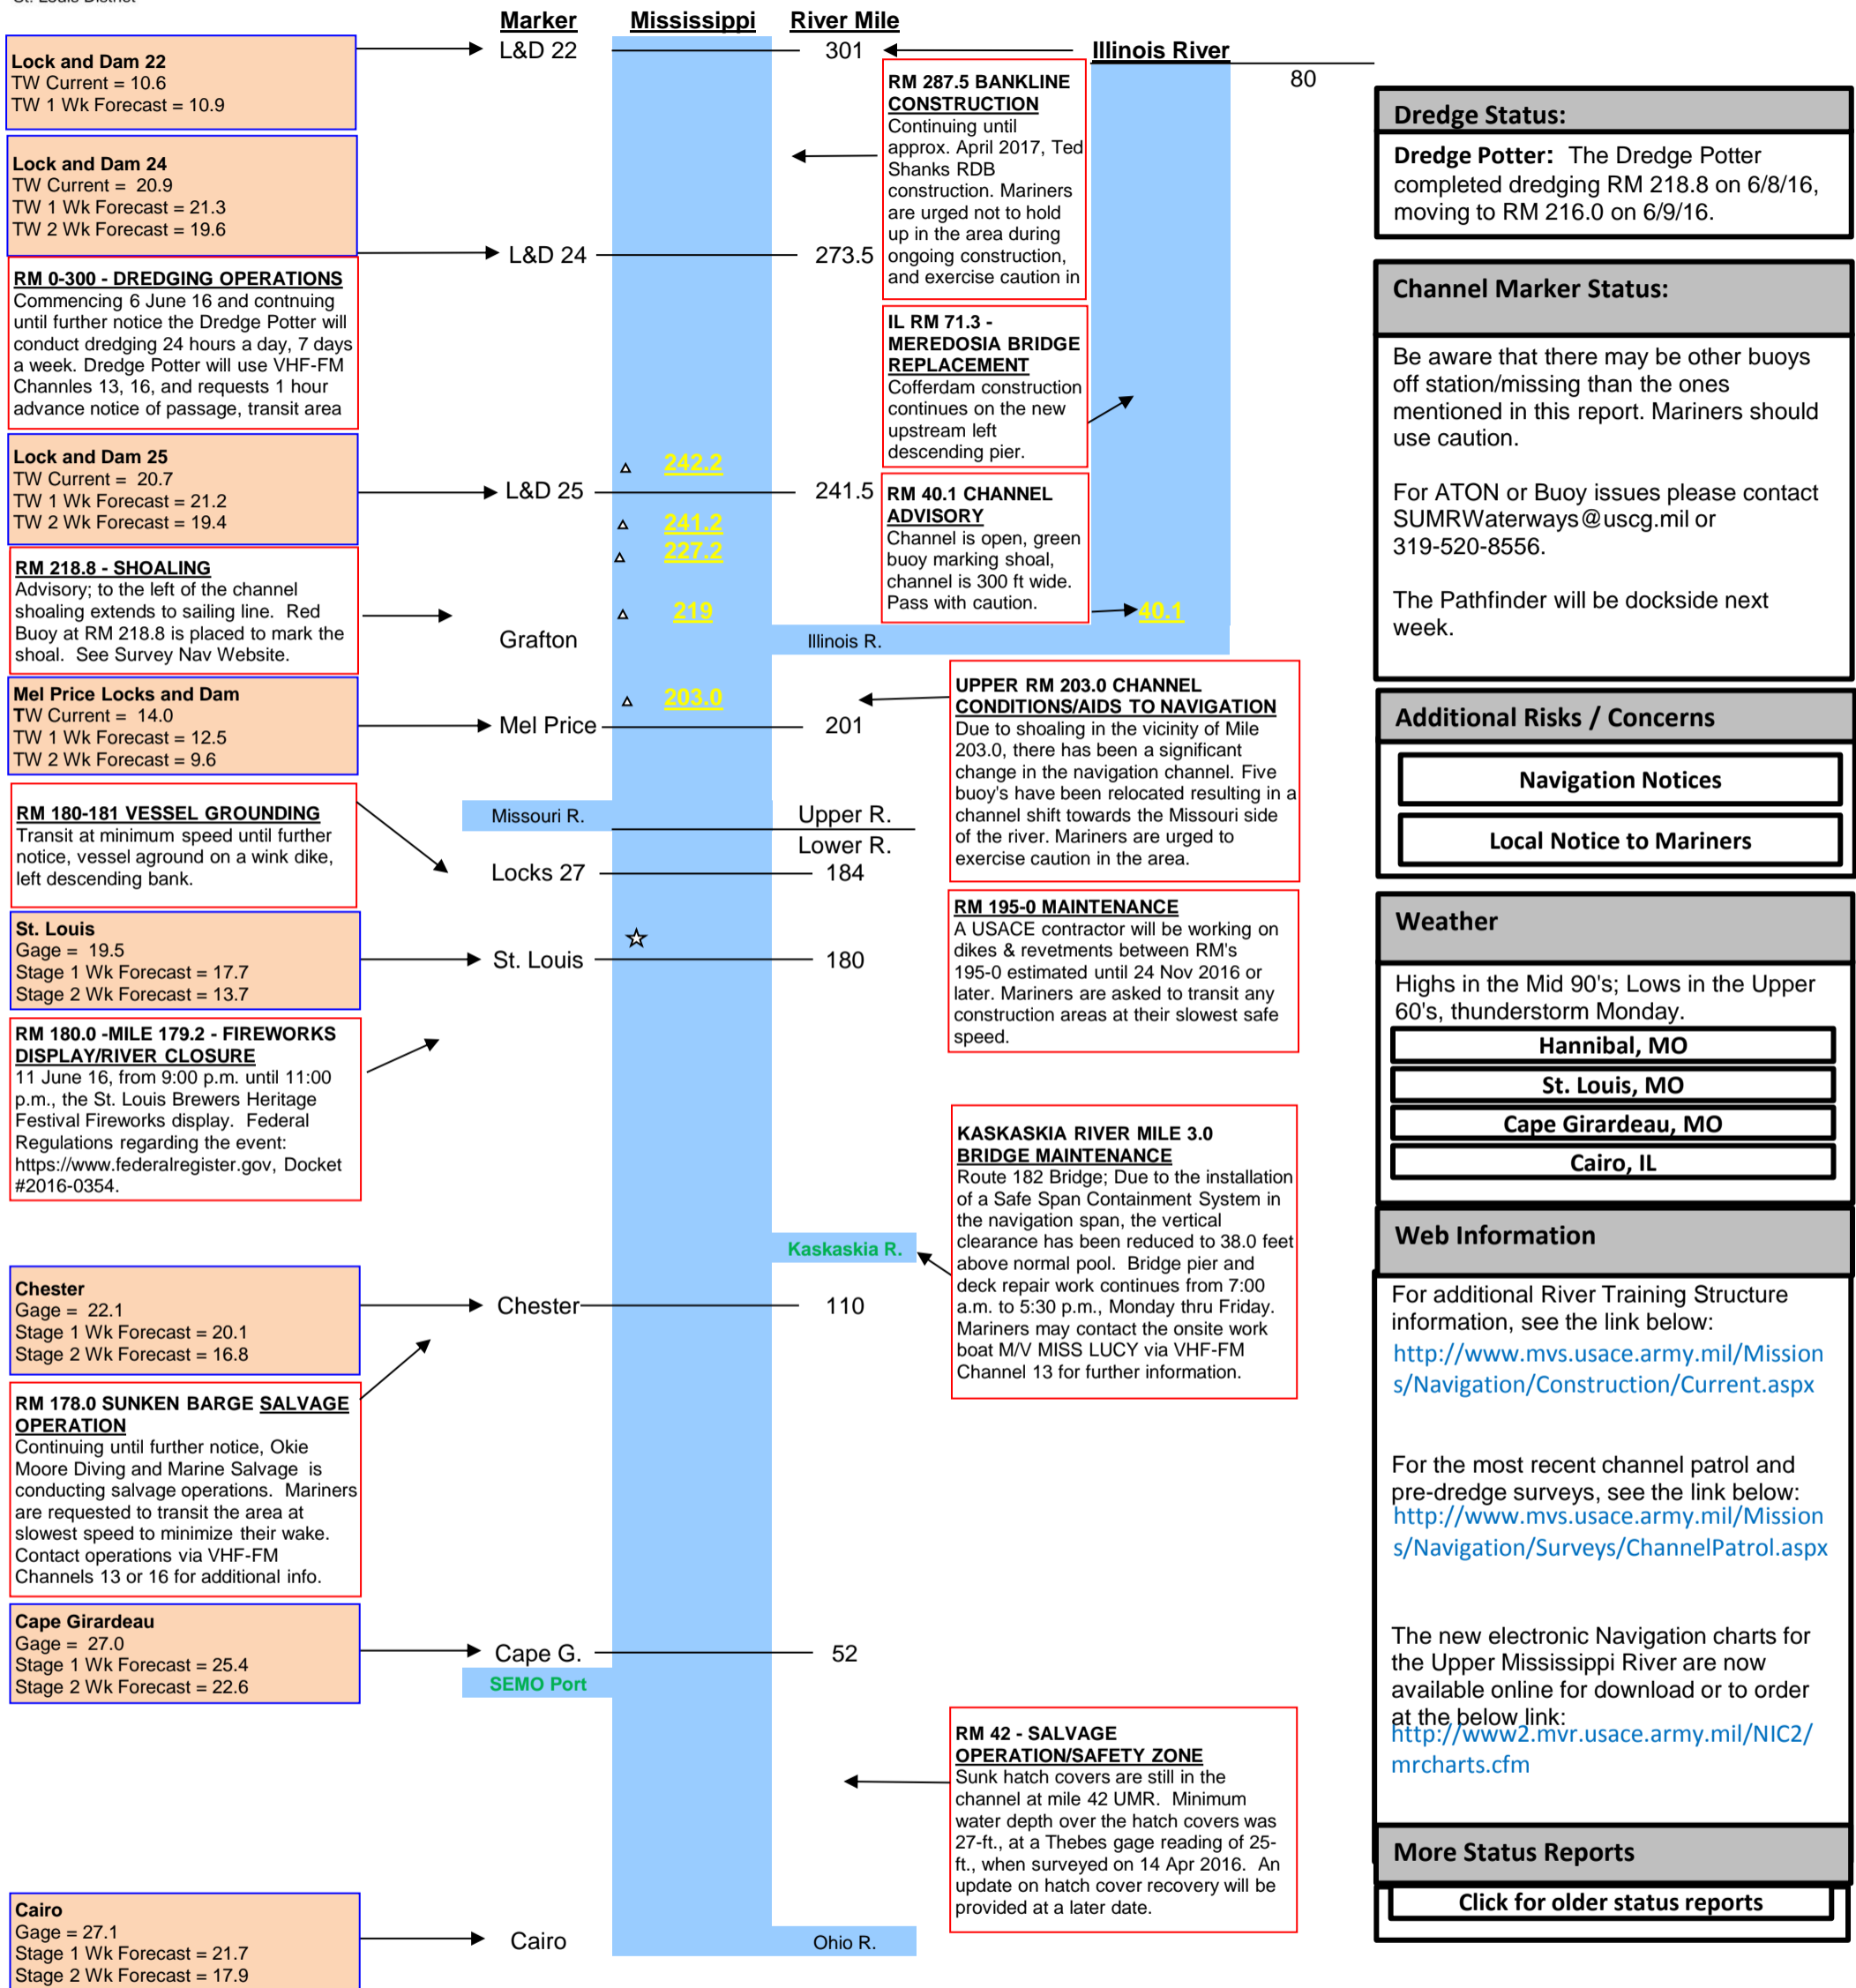 St. Louis District
Marker Mississippi River Mile
Lock and Dam 22
TW Current = 10.6
TW 1 Wk Forecast = 10.9
L&D 22
301
Illinois River
80
Lock and Dam 24
TW Current =  20.9
TW 1 Wk Forecast = 21.3
TW 2 Wk Forecast = 19.6
L&D 24
273.5
RM 287.5 BANKLINE
CONSTRUCTION
Continuing until
approx. April 2017, Ted
Shanks RDB
construction. Mariners
are urged not to hold
up in the area during
ongoing construction,
and exercise caution in
RM 0-300 - DREDGING OPERATIONS
Commencing 6 June 16 and contnuing
until further notice the Dredge Potter will
conduct dredging 24 hours a day, 7 days
a week. Dredge Potter will use VHF-FM
Channles 13, 16, and requests 1 hour
advance notice of passage, transit area
IL RM 71.3 -
MEREDOSIA BRIDGE
REPLACEMENT
Cofferdam construction
continues on the new
upstream left
descending pier.
Lock and Dam 25
TW Current =  20.7
TW 1 Wk Forecast = 21.2
TW 2 Wk Forecast = 19.4
242.2
L&D 25
241.5
241.2
227.2
RM 40.1 CHANNEL
ADVISORY
Channel is open, green
buoy marking shoal,
channel is 300 ft wide.
Pass with caution.
40.1
RM 218.8 - SHOALING
Advisory; to the left of the channel
shoaling extends to sailing line.  Red
Buoy at RM 218.8 is placed to mark the
shoal.  See Survey Nav Website.
219
Grafton
Illinois R.
Mel Price Locks and Dam
TW Current =  14.0
TW 1 Wk Forecast = 12.5
TW 2 Wk Forecast = 9.6
203.0
Mel Price
201
UPPER RM 203.0 CHANNEL
CONDITIONS/AIDS TO NAVIGATION
Due to shoaling in the vicinity of Mile
203.0, there has been a significant
change in the navigation channel. Five
buoy's have been relocated resulting in a
channel shift towards the Missouri side
of the river. Mariners are urged to
exercise caution in the area.
RM 180-181 VESSEL GROUNDING
Transit at minimum speed until further
notice, vessel aground on a wink dike,
left descending bank.
Missouri R.
Upper R.
Lower R.
Locks 27
184
RM 195-0 MAINTENANCE
A USACE contractor will be working on
dikes & revetments between RM's
195-0 estimated until 24 Nov 2016 or
later. Mariners are asked to transit any
construction areas at their slowest safe
speed.
St. Louis
Gage =  19.5
Stage 1 Wk Forecast = 17.7
Stage 2 Wk Forecast = 13.7
St. Louis
180
RM 180.0 -MILE 179.2 - FIREWORKS
DISPLAY/RIVER CLOSURE
11 June 16, from 9:00 p.m. until 11:00
p.m., the St. Louis Brewers Heritage
Festival Fireworks display.  Federal
Regulations regarding the event:
https://www.federalregister.gov, Docket
#2016-0354.
KASKASKIA RIVER MILE 3.0
BRIDGE MAINTENANCE
Route 182 Bridge; Due to the installation
of a Safe Span Containment System in
the navigation span, the vertical
clearance has been reduced to 38.0 feet
above normal pool.  Bridge pier and
deck repair work continues from 7:00
a.m. to 5:30 p.m., Monday thru Friday.
Mariners may contact the onsite work
boat M/V MISS LUCY via VHF-FM
Channel 13 for further information.
Kaskaskia R.
Chester
Gage =  22.1
Stage 1 Wk Forecast = 20.1
Stage 2 Wk Forecast = 16.8
Chester
110
RM 178.0 SUNKEN BARGE SALVAGE
OPERATION
Continuing until further notice, Okie
Moore Diving and Marine Salvage  is
conducting salvage operations.  Mariners
are requested to transit the area at
slowest speed to minimize their wake.
Contact operations via VHF-FM
Channels 13 or 16 for additional info.
Cape Girardeau
Gage =  27.0
Stage 1 Wk Forecast = 25.4
Stage 2 Wk Forecast = 22.6
Cape G.
52
SEMO Port
RM 42 - SALVAGE
OPERATION/SAFETY ZONE
Sunk hatch covers are still in the
channel at mile 42 UMR.  Minimum
water depth over the hatch covers was
27-ft., at a Thebes gage reading of 25-
ft., when surveyed on 14 Apr 2016.  An
update on hatch cover recovery will be
provided at a later date.
Cairo
Gage = 27.1
Stage 1 Wk Forecast = 21.7
Stage 2 Wk Forecast = 17.9
Cairo
Ohio R.
Dredge Status:
Dredge Potter:  The Dredge Potter
completed dredging RM 218.8 on 6/8/16,
moving to RM 216.0 on 6/9/16.
Channel Marker Status:
Be aware that there may be other buoys
off station/missing than the ones
mentioned in this report. Mariners should
use caution.
For ATON or Buoy issues please contact
SUMRWaterways@uscg.mil or
319-520-8556.
The Pathfinder will be dockside next
week.
Additional Risks / Concerns
Navigation Notices
Local Notice to Mariners
Weather
Highs in the Mid 90's; Lows in the Upper
60's, thunderstorm Monday.
Hannibal, MO
St. Louis, MO
Cape Girardeau, MO
Cairo, IL
Web Information
For additional River Training Structure
information, see the link below:
http://www.mvs.usace.army.mil/Mission
s/Navigation/Construction/Current.aspx
For the most recent channel patrol and
pre-dredge surveys, see the link below:
http://www.mvs.usace.army.mil/Mission
s/Navigation/Surveys/ChannelPatrol.aspx
The new electronic Navigation charts for
the Upper Mississippi River are now
available online for download or to order
at the below link:
http://www2.mvr.usace.army.mil/NIC2/
mrcharts.cfm
More Status Reports
Click for older status reports